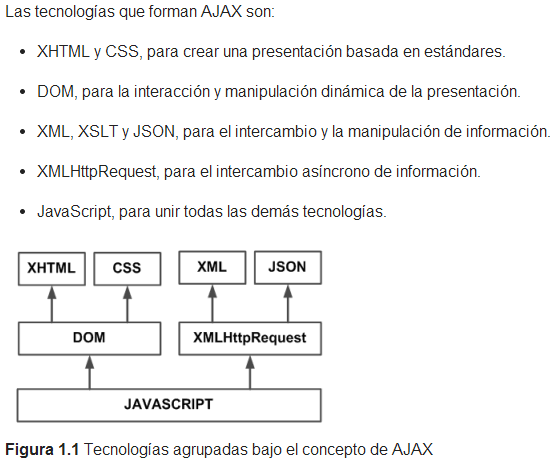 Las tecnologías que forman AJAX son:
• XHTML y CSS, para crear una presentación basada en estándares.
• DOM, para la interacción y manipulación dinámica de la presentación.
• XML, XSLT y JSON, para el intercambio y la manipulación de información.
• XMLHttpRequest, para el intercambio asíncrono de información.
• JavaScript, para unir todas las demás tecnologías.
XHTML CSS XML JSON
DOM XMLHttpRequest
JAVASCRIPT
Figura 1.1 Tecnologías agrupadas bajo el concepto de AJAX